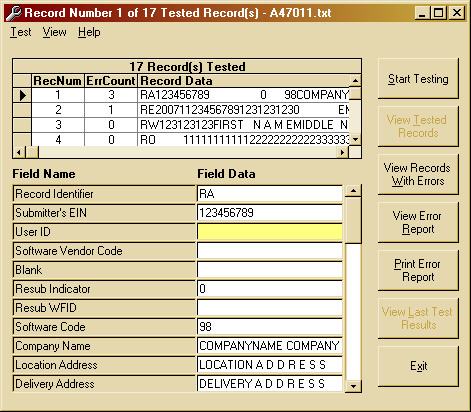 Record Number 1 of 17 Tested Record(s) - A47011.txt
Test View Help
17 Record(s) Tested
RecNum ErrCount Record Data
1 3 RA123456789 0 98COMPANY
2 1 RE200711234567891231231230 EM
3 0 RW123123123FIRST N A M EMIDDLE N
4 0 RO 1111111111122222222222333333
Field Name Field Data
Record Identifier RA
Submitter's EIN 123456789
User ID
Software Vendor Code
Blank
Resub Indicator 0
Resub WFID
Software Code 98
Company Name COMPANYNAME COMPANY
Location Address LOCATION A D D R E S S
Delivery Address DELIVERY A D D R E S S
Start Testing
View Tested
Records
View Records
With Errors
View Error
Report
Print Error
Report
View Last Test
Results
Exit